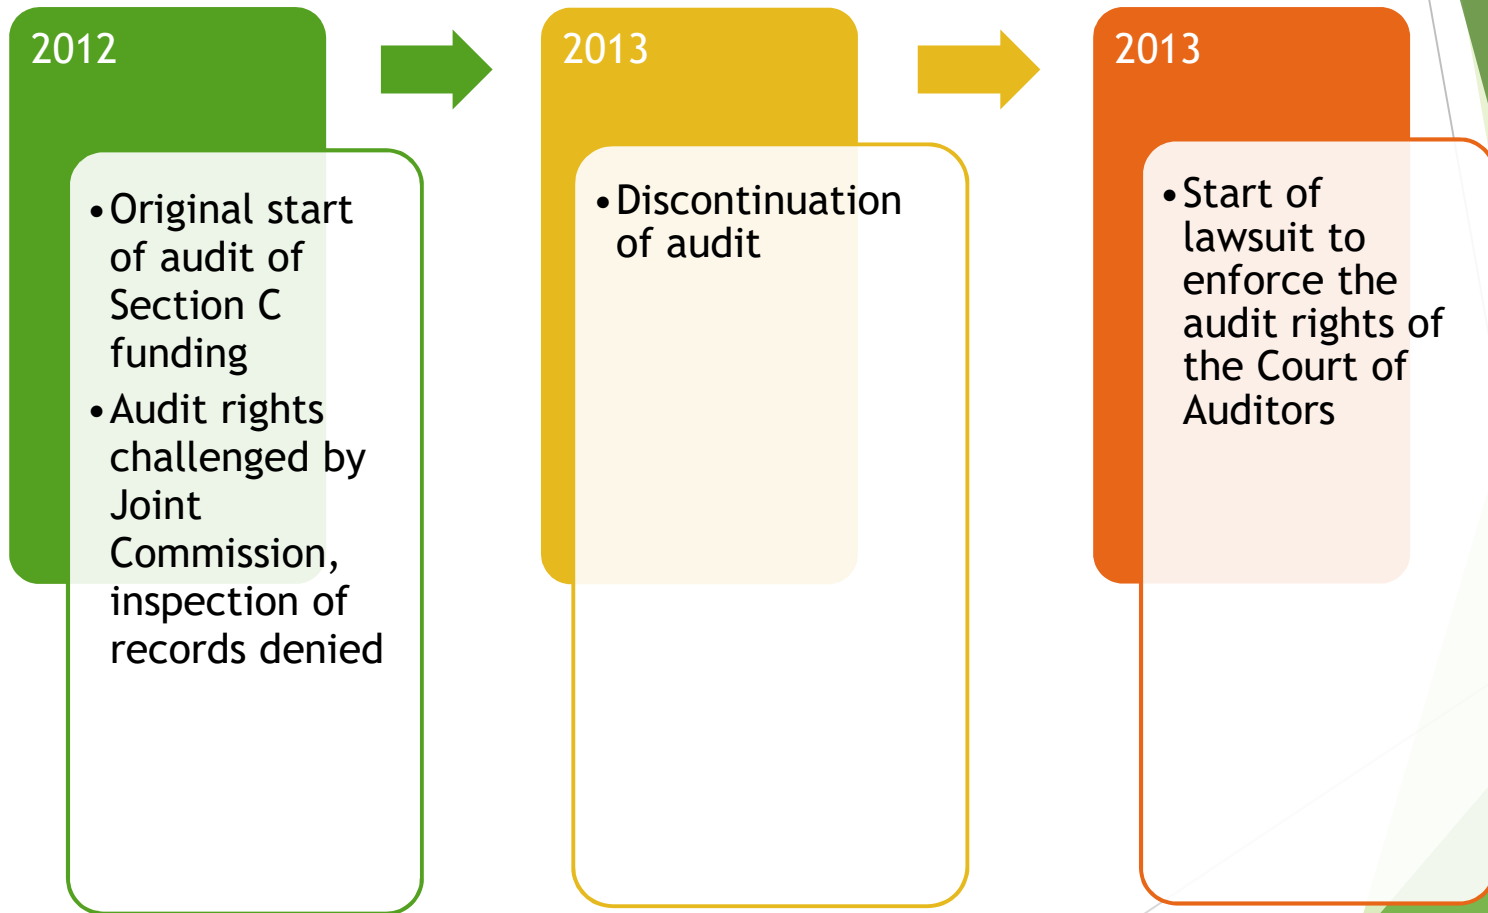 2012
•Original start
of audit of
Section C
funding
•Audit rights
challenged by
Joint
Commission,
inspection of
records denied
2013
•Discontinuation
of audit
2013
•Start of
lawsuit to
enforce the
audit rights of
the Court of
Auditors